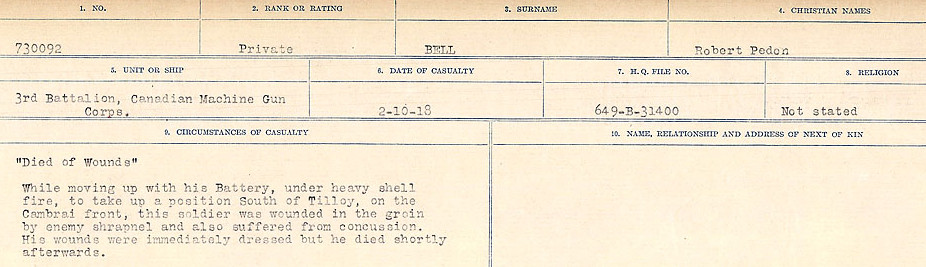 1. NO. 2. RANK OR RATING 3. SURNAME 4. CHRISTIAN NAMES
730092 Private BELL Robert Peden
5. UNIT OR SHIP 6. DATE OF CASUALTY 7. H.Q. FILE NO. 8. RELIGION
3rd Battalion, Canadian Machine Gun
Corps. 2-10-18 649-B-31400 Not stated
9. CIRCUMSTANCES OF CASUALTY 10. NAME, RELATIONSHIP AND ADDRESS OF NEXT OF KIN
"Died of Wounds"
While moving up with his Battery, under heavy shell
fire, to take up a position South of Tilloy, on the
Cambrai front, this soldier was wounded in the groin
by enemy shrapnel and also suffered from concussion.
His wounds were immediately dressed but he died shortly
afterwards.